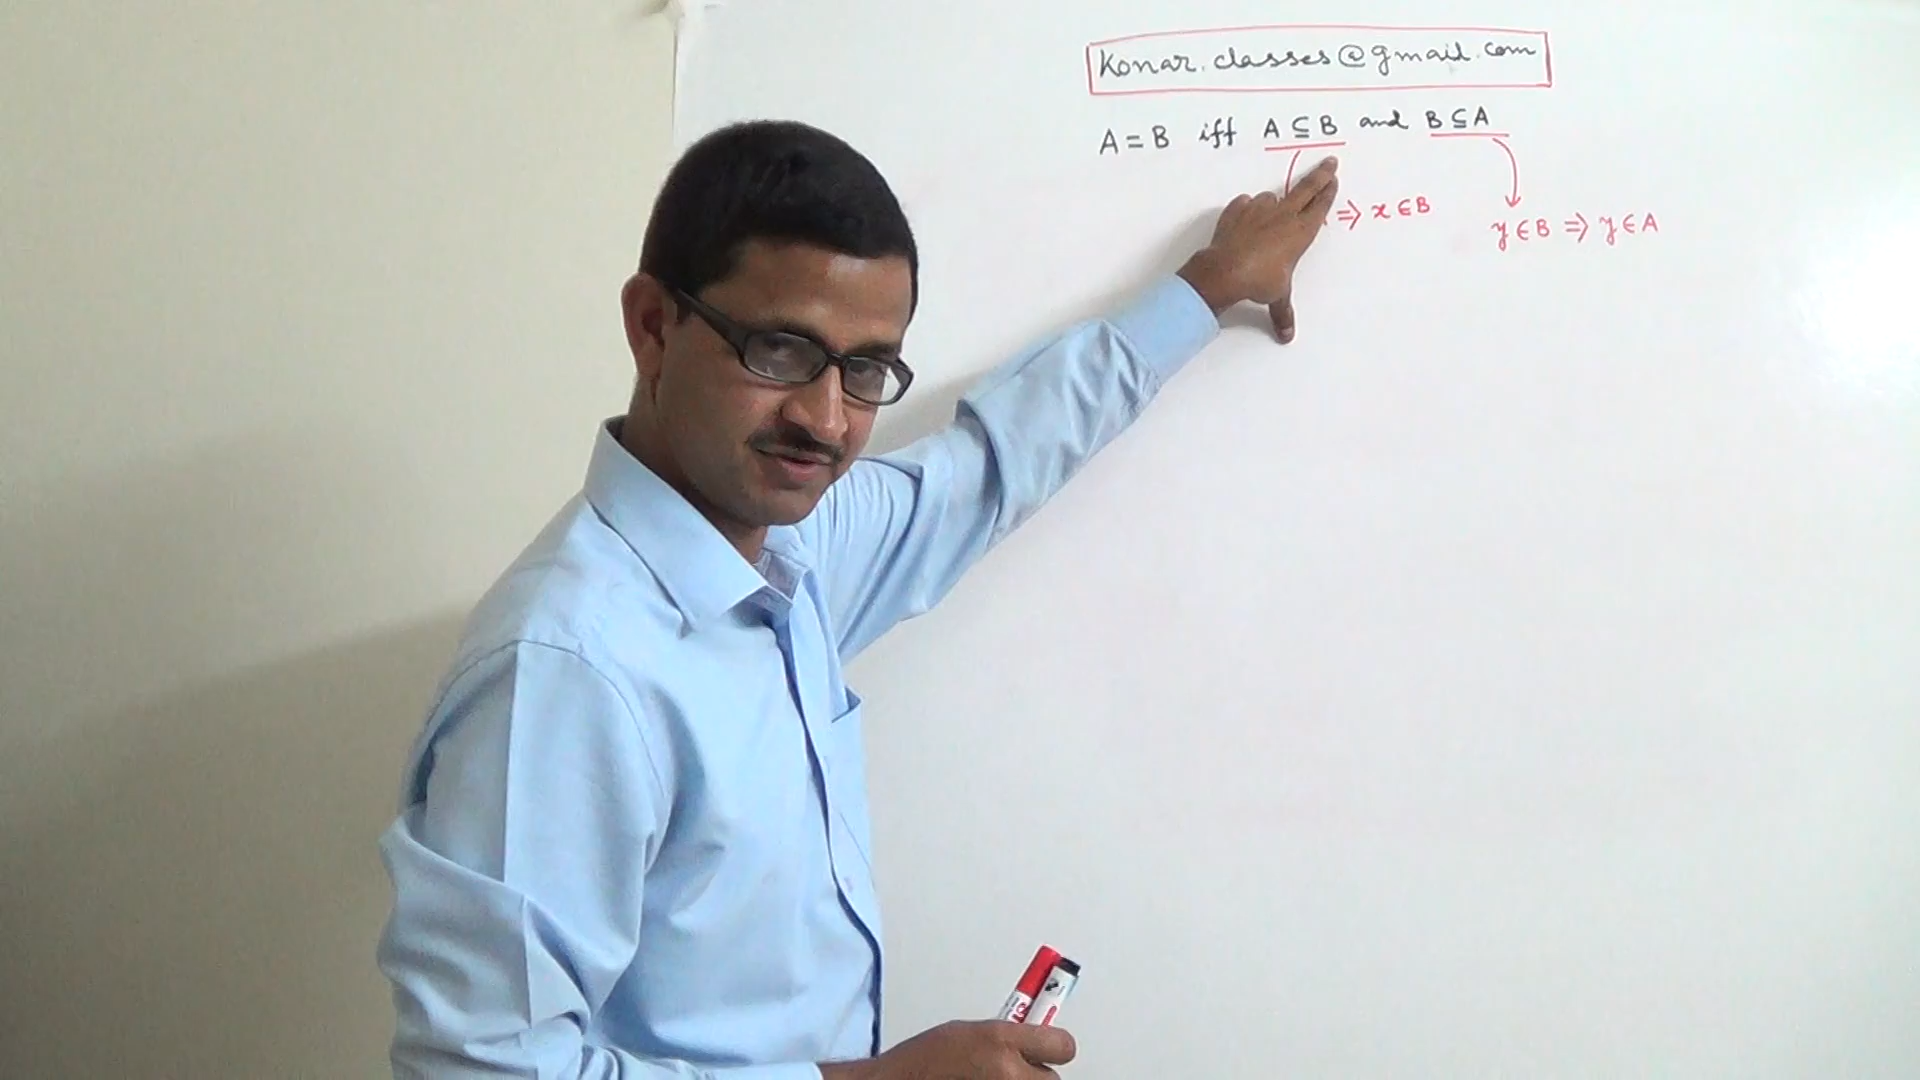 Konar.classes@gmail.com
A = B iff A ⊆ B and B ⊆ A
⇒ x ∈ B
y ∈ B ⇒ y ∈ A